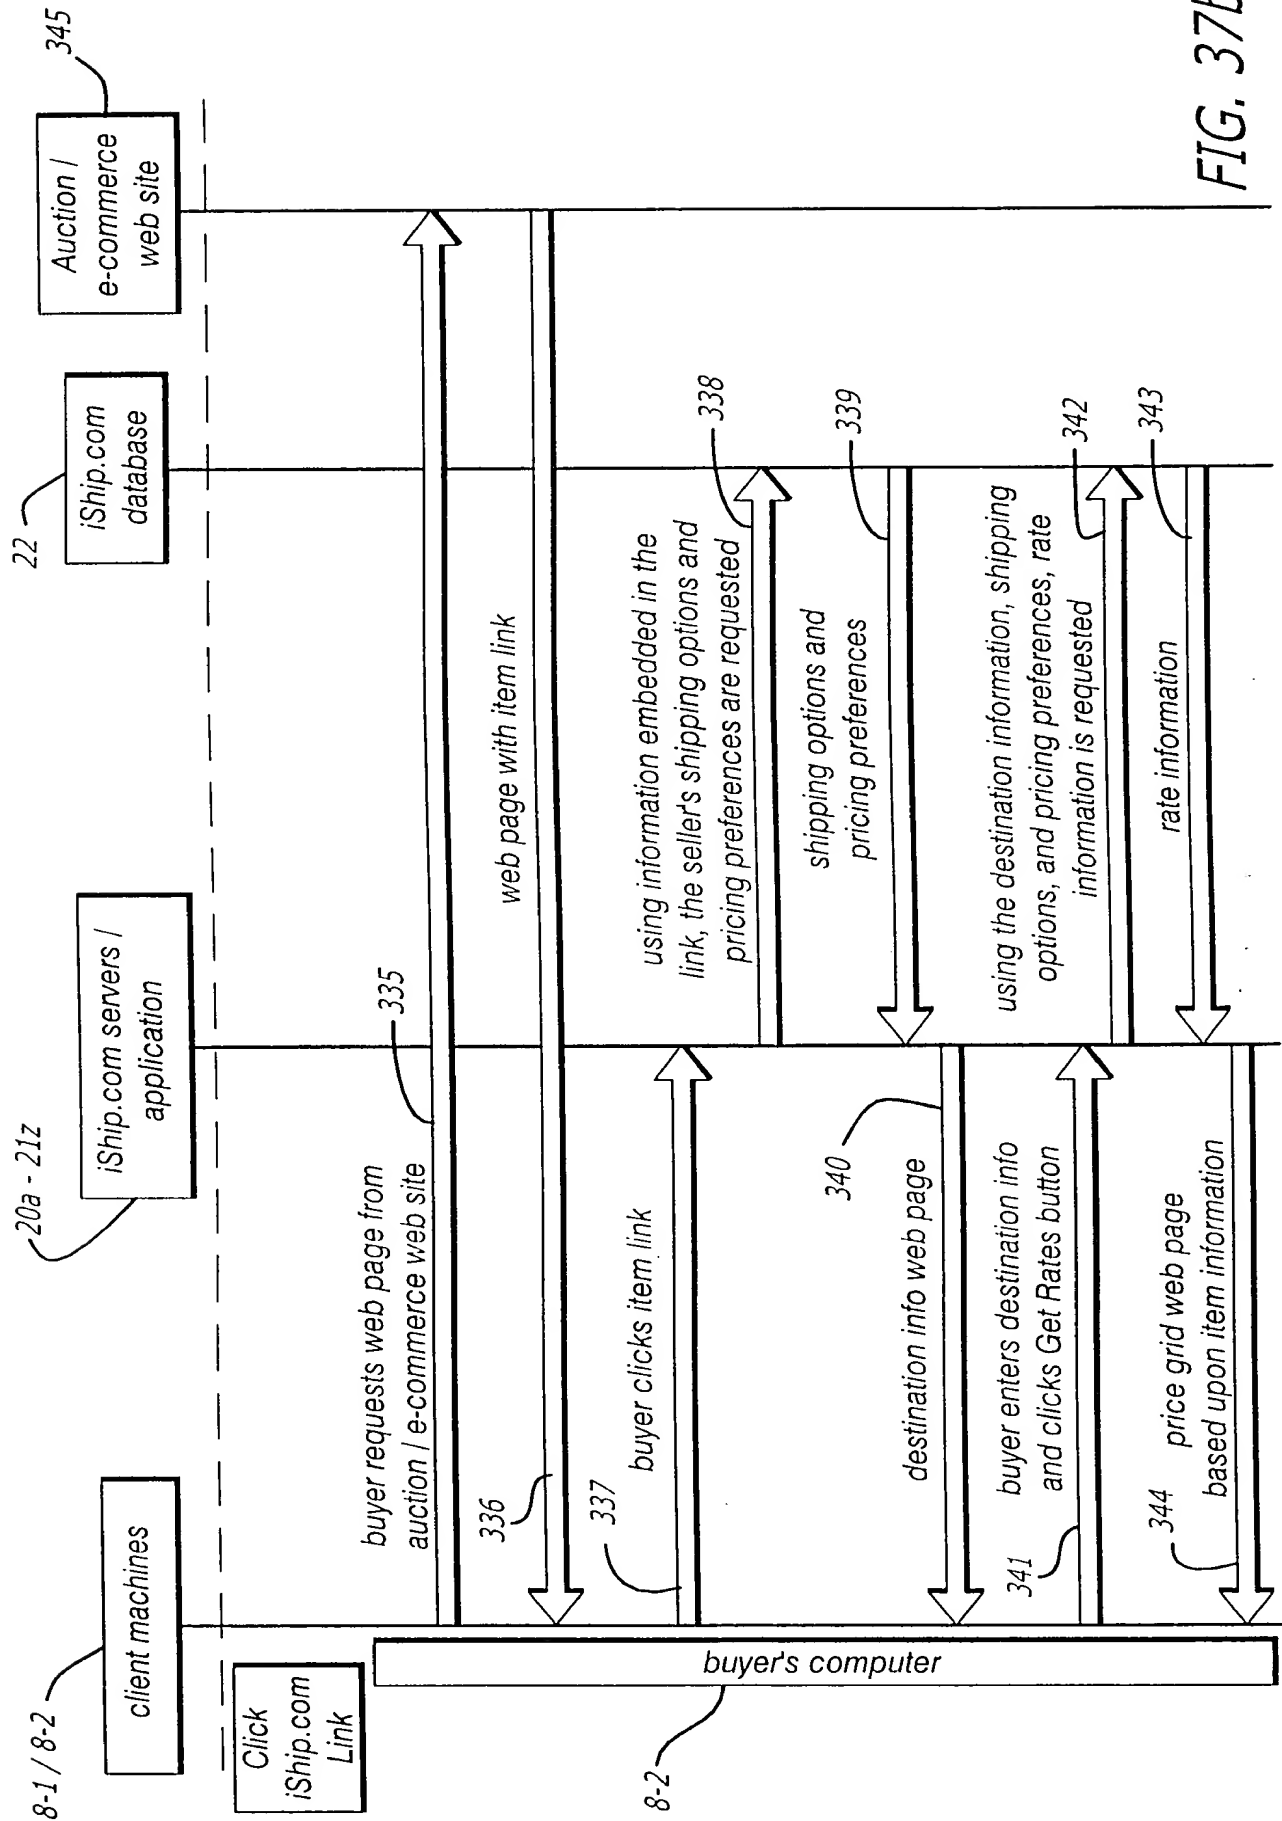 8-1 / 8-2
client machines
20a - 21z
iShip.com servers /
application
22
iShip.com
database
345
Auction /
e-commerce
web site
Click
iShip.com
Link
8-2
buyer's computer
buyer requests web page from
auction / e-commerce web site
335
336
web page with item link
337
buyer clicks item link
using information embedded in the
link, the seller's shipping options and
pricing preferences are requested
338
shipping options and
pricing preferences
339
destination info web page
340
buyer enters destination info
and clicks Get Rates button
341
using the destination information, shipping
options, and pricing preferences, rate
information is requested
342
rate information
343
344
price grid web page
based upon item information
FIG. 37b